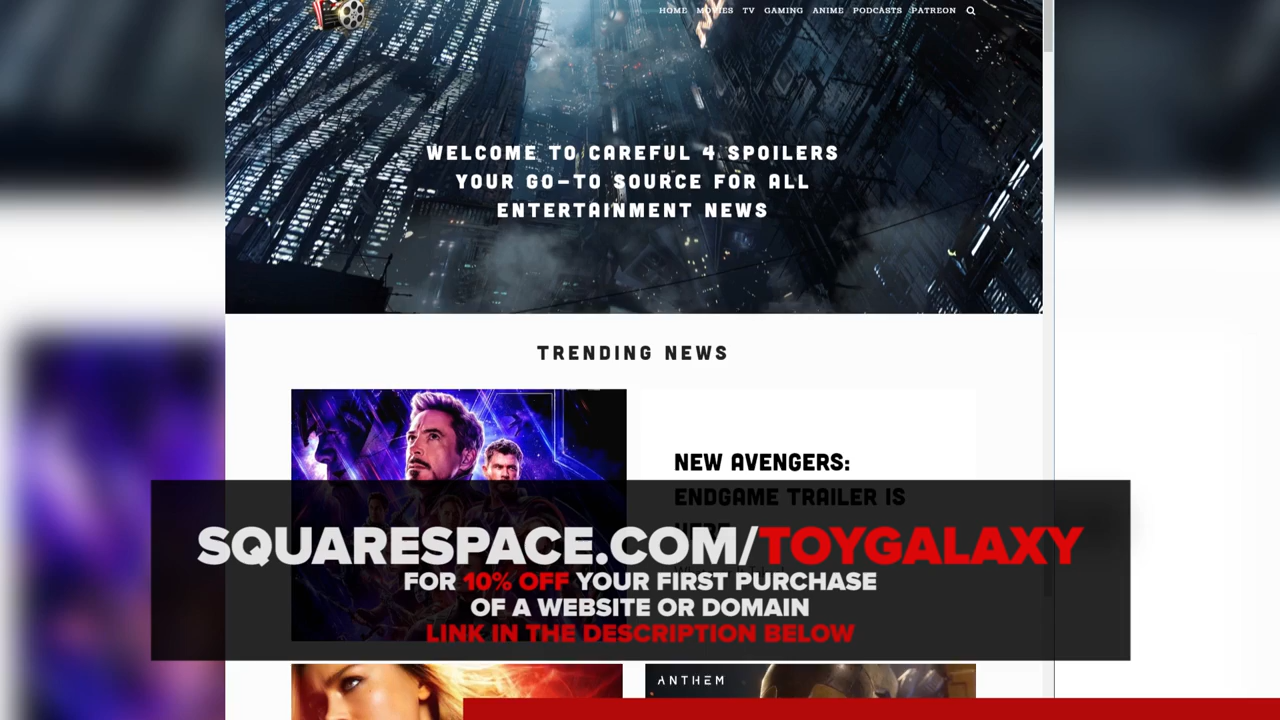 HOME MOVIES TV GAMING ANIME PODCASTS PATREON
WELCOME TO CAREFUL 4 SPOILERS
YOUR GO-TO SOURCE FOR ALL
ENTERTAINMENT NEWS
TRENDING NEWS
NEW AVENGERS:
ENDGAME TRAILER IS
HERE
SQUARESPACE.COM/TOYGALAXY
FOR 10% OFF YOUR FIRST PURCHASE
OF A WEBSITE OR DOMAIN
LINK IN THE DESCRIPTION BELOW
ANTHEM